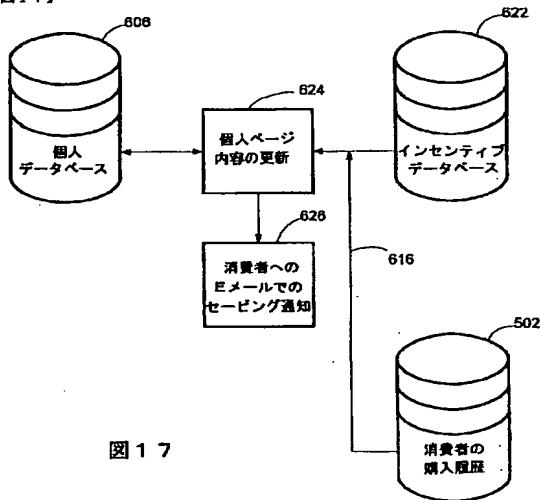 606
622
624
個人
データベース
個人ページ
内容の更新
インセンティブ
データベース
626
616
消費者への
Eメールでの
セービング通知
502
消費者の
購入履歴
図17